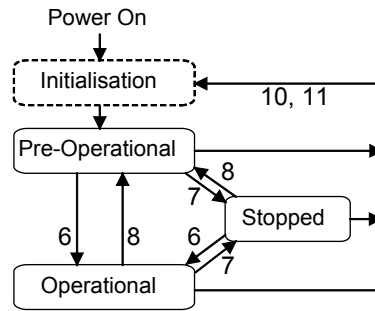 Power On
Initialisation
10, 11
Pre-Operational
8
7
Stopped
6
8
6
7
Operational